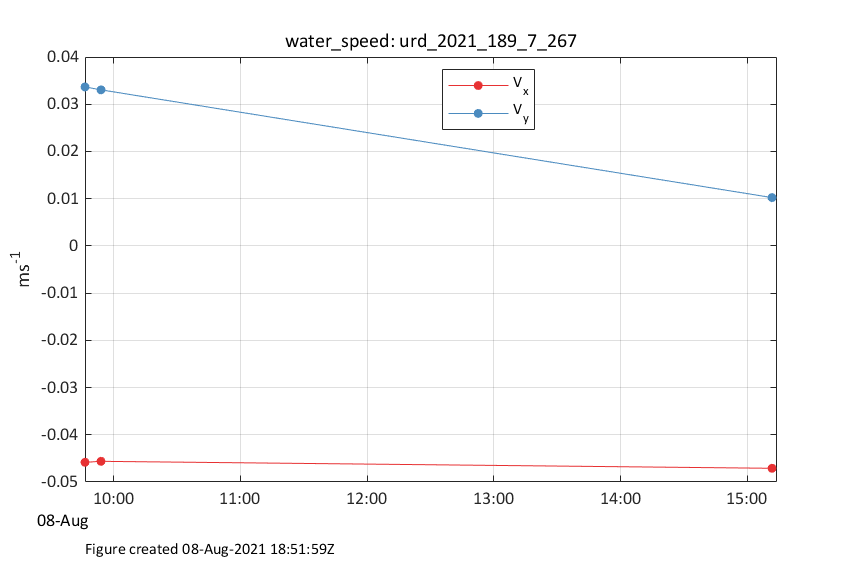 water_speed: urd_2021_189_7_267
V_x
V_y
ms^-1
0.04
0.03
0.02
0.01
0
-0.01
-0.02
-0.03
-0.04
-0.05
10:00 11:00 12:00 13:00 14:00 15:00
08-Aug
Figure created 08-Aug-2021 18:51:59Z